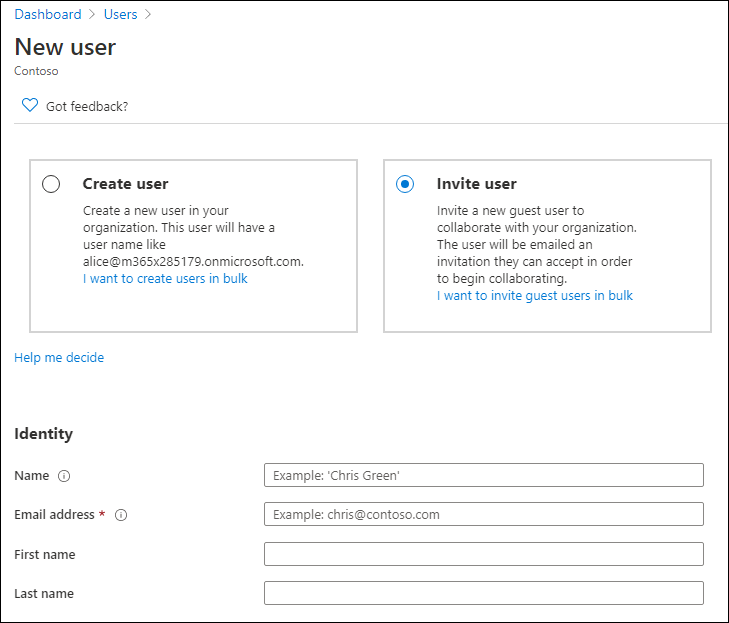 Dashboard > Users >
New user
Contoso
Got feedback?
Create user
Create a new user in your
organization. This user will have a
user name like
alice@m365x285179.onmicrosoft.com.
I want to create users in bulk
Invite user
Invite a new guest user to
collaborate with your organization.
The user will be emailed an
invitation they can accept in order
to begin collaborating.
I want to invite guest users in bulk
Help me decide
Identity
Name
Example: 'Chris Green'
Email address *
Example: chris@contoso.com
First name
Last name